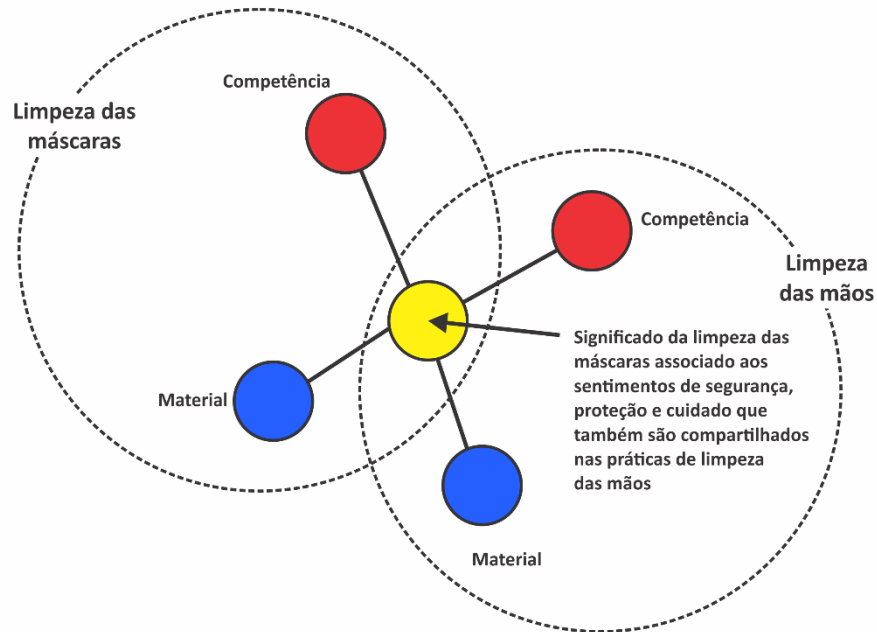 Competência
Limpeza das
máscaras
Competência
Limpeza
das mãos
Significado da limpeza das
máscaras associado aos
sentimentos de segurança,
proteção e cuidado que
também são compartilhados
nas práticas de limpeza
das mãos
Material
Material